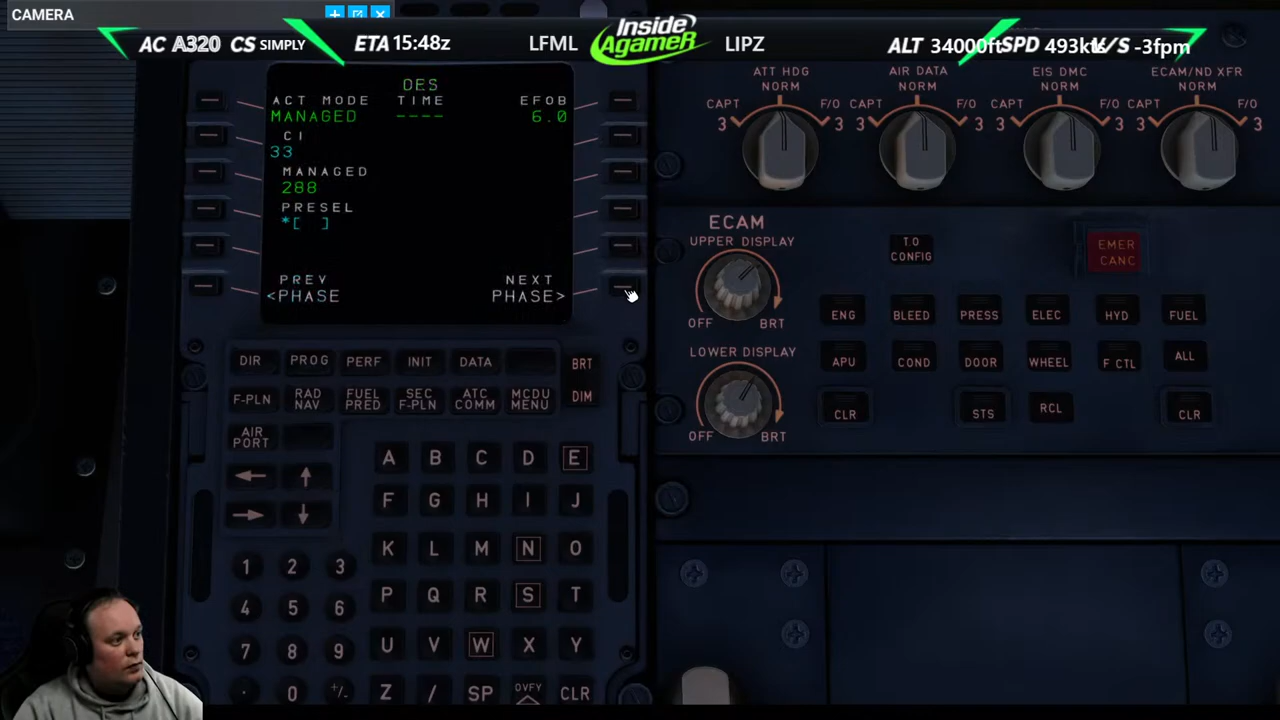 CAMERA
AC A320 CS SIMPLY
ETA 15:48z
LFML
Inside AgameR
LIPZ
ALT 34000ft SPD 493kts V/S -3fpm
DES
ACT MODE TIME EFOB
MANAGED ---- 6.0
CI
33
MANAGED
288
PRESEL
*[ ]
PREV NEXT
<PHASE PHASE>
ATT HDG
NORM
CAPT 3 F/O 3
AIR DATA
NORM
CAPT 3 F/O 3
EIS DMC
NORM
CAPT 3 F/O 3
ECAM/ND XFR
NORM
CAPT 3 F/O 3
ECAM
UPPER DISPLAY
OFF BRT
LOWER DISPLAY
OFF BRT
T.O
CONFIG
EMER
CANC
ENG BLEED PRESS ELEC HYD FUEL
APU COND DOOR WHEEL F CTL ALL
CLR STS RCL CLR
DIR PROG PERF INIT DATA BRT
F-PLN RAD NAV FUEL PRED SEC F-PLN ATC COMM MCDU MENU DIM
AIR PORT
← ↑
→ ↓
A B C D E
F G H I J
K L M N O
P Q R S T
U V W X Y
Z / SP OVFY CLR
1 2 3
4 5 6
7 8 9
. 0 +/-